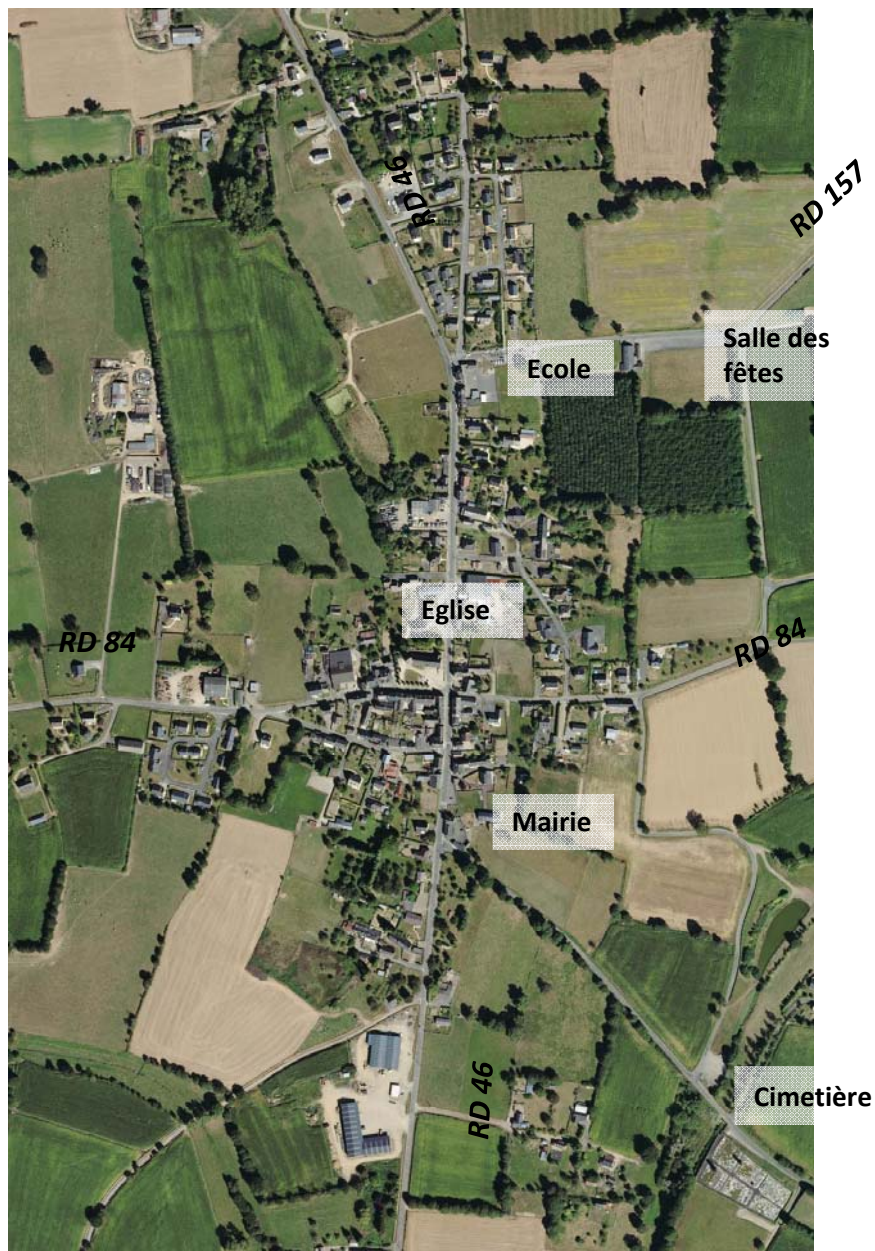 RD 46
RD 157
Salle des
fêtes
Ecole
Eglise
RD 84
RD 84
Mairie
RD 46
Cimetière